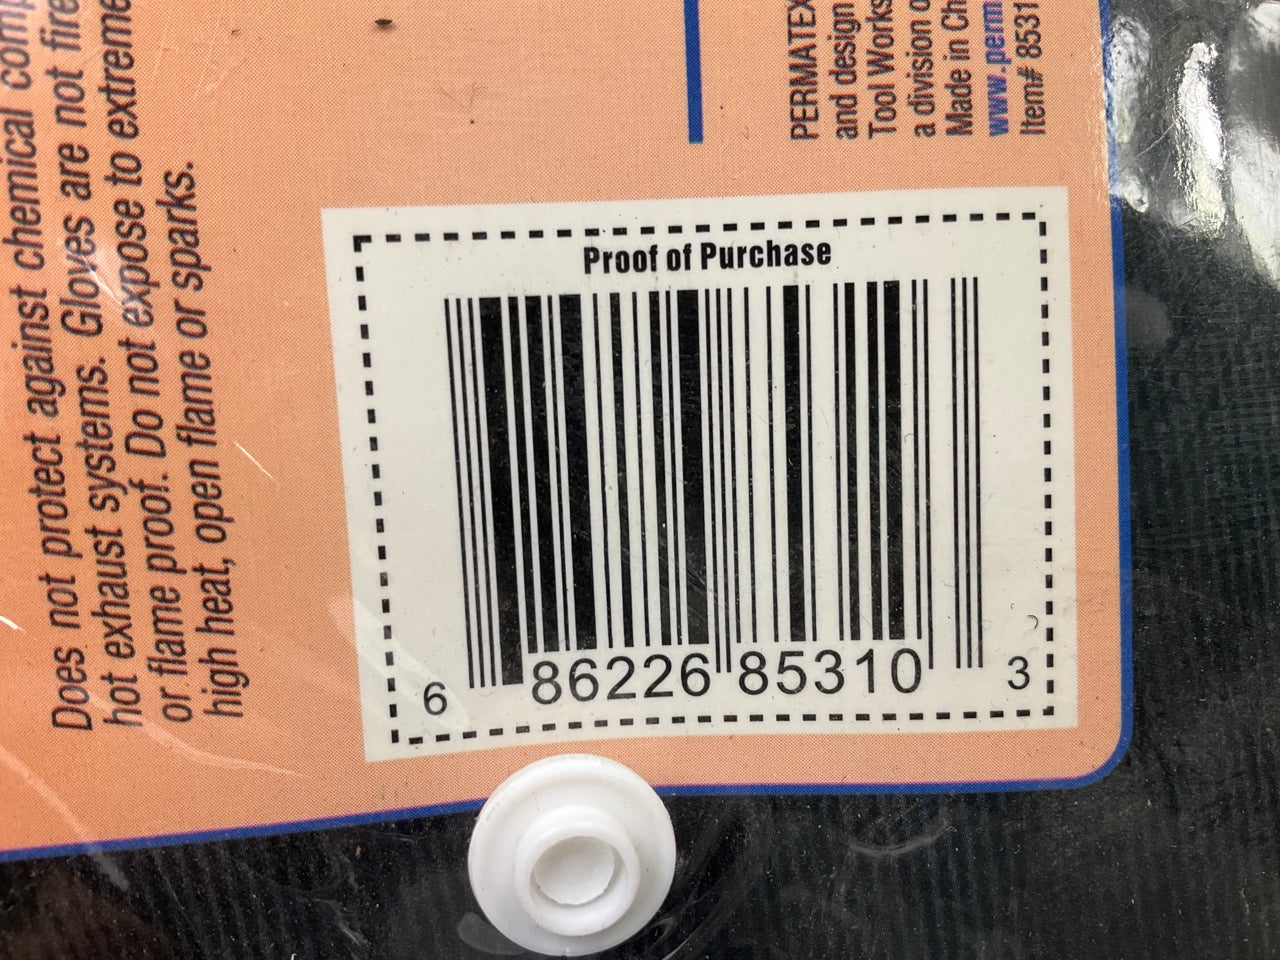 Does not protect against chemical
hot exhaust systems. Gloves are not fire
or flame proof. Do not expose to extreme
high heat, open flame or sparks.
PERMATEX
and design
Tool Works
a division
Made in
www.perm
Item# 8531
Proof of Purchase
6 86226 85310 3